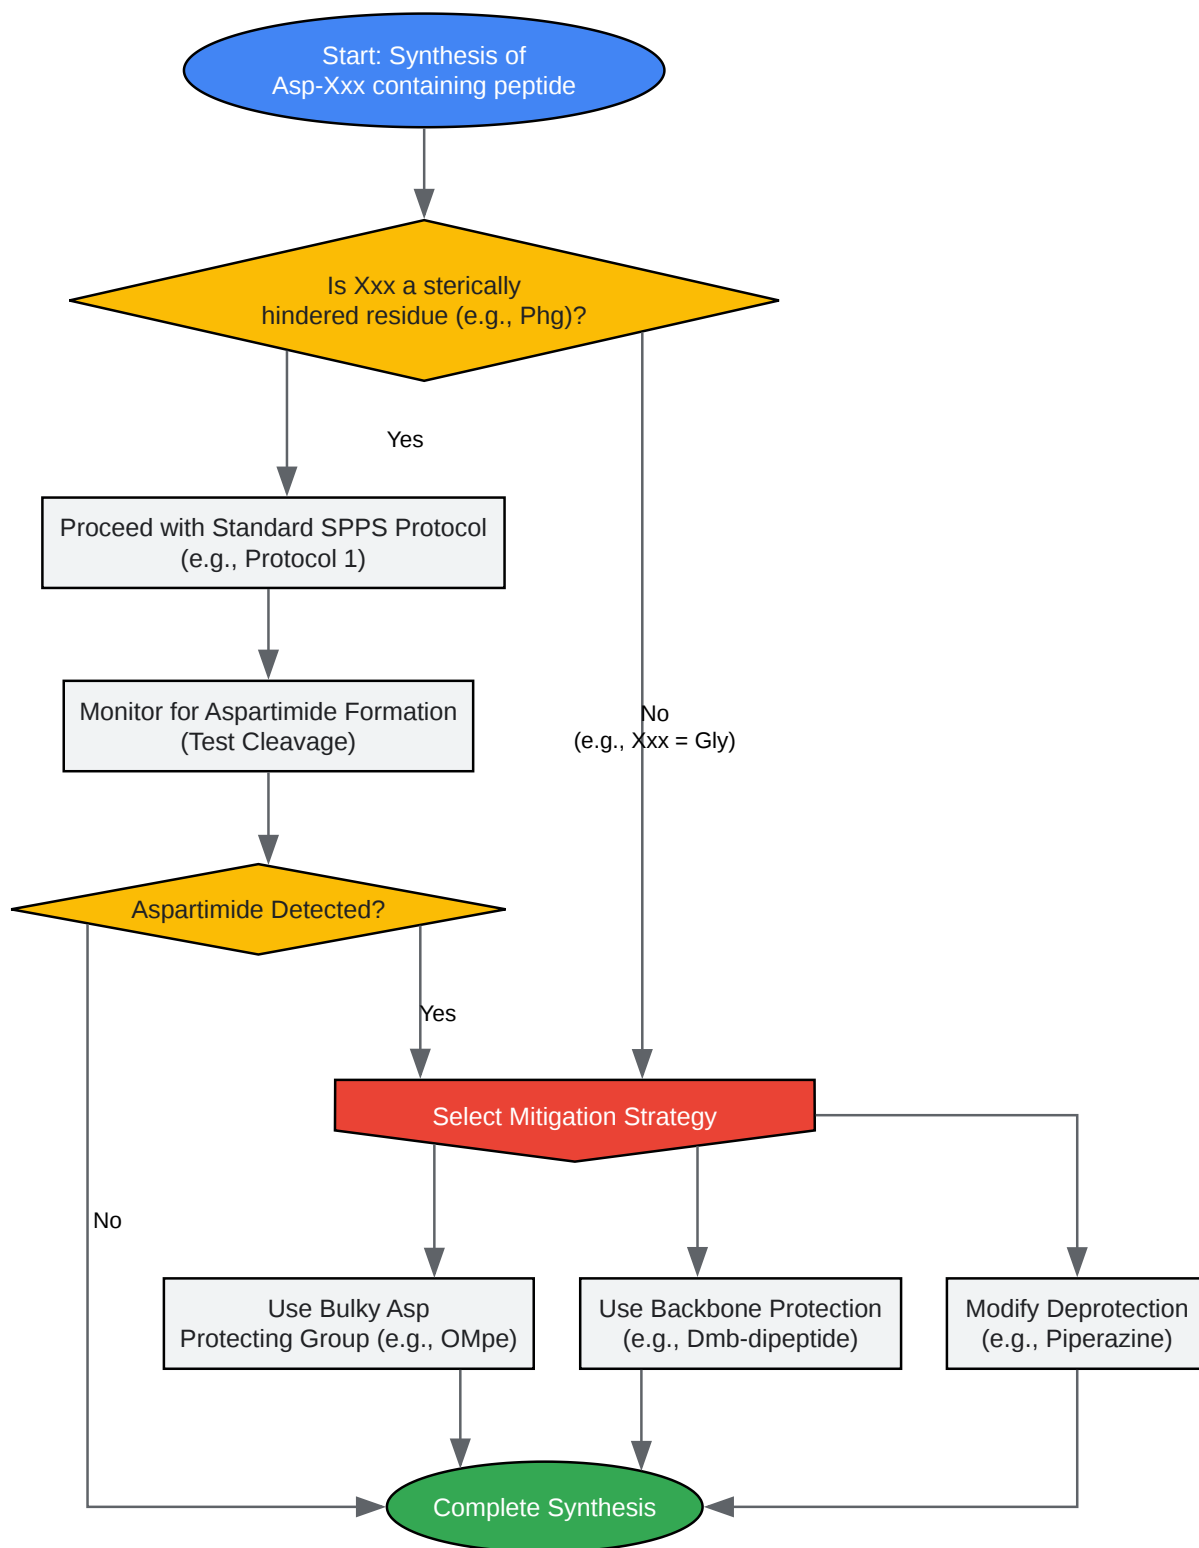 Start: Synthesis of
Asp-Xxx containing peptide
Is Xxx a sterically
hindered residue (e.g., Phg)?
Yes
Proceed with Standard SPPS Protocol
(e.g., Protocol 1)
Monitor for Aspartimide Formation
(Test Cleavage)
No
(e.g., Xxx = Gly)
Aspartimide Detected?
Yes
Select Mitigation Strategy
No
Use Bulky Asp
Protecting Group (e.g., OMpe)
Use Backbone Protection
(e.g., Dmb-dipeptide)
Modify Deprotection
(e.g., Piperazine)
Complete Synthesis